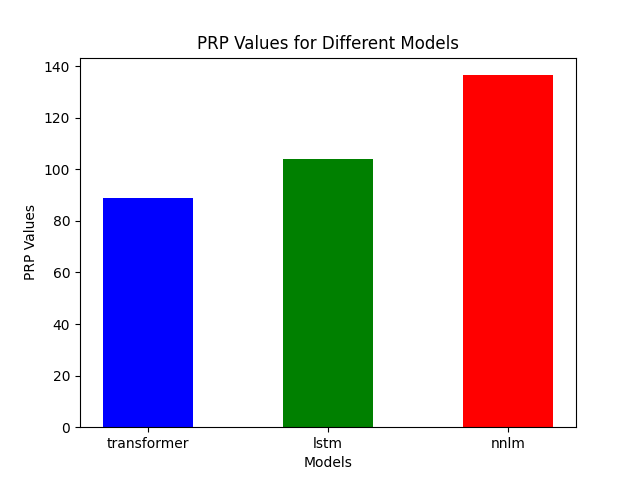 PRP Values for Different Models
140
120
100
80
60
40
20
0
PRP Values
transformer lstm nnlm
Models